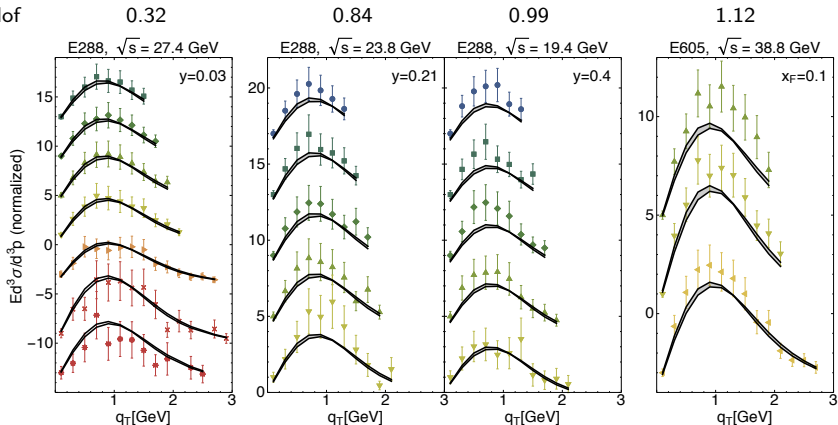 lof 0.32 0.84 0.99 1.12
E288, √s = 27.4 GeV E288, √s = 23.8 GeV E288, √s = 19.4 GeV E605, √s = 38.8 GeV
y=0.03 y=0.21 y=0.4 x_F=0.1
Ed³σ/d³p (normalized)
15
10
5
0
−5
−10
20
15
10
5
0
10
5
0
0 1 2 3 0 1 2 0 1 2 3 0 1 2 3
q_T[GeV] q_T[GeV] q_T[GeV] q_T[GeV]